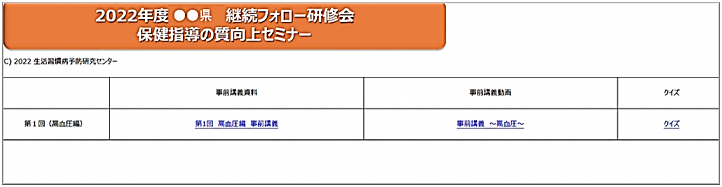 2022年度 ●●県 継続フォロー研修会
保健指導の質向上セミナー
C) 2022 生活習慣病予防研究センター
事前講義資料 事前講義動画 クイズ
第1回(高血圧編) 第1回 高血圧編 事前講義 事前講義 ~高血圧~ クイズ